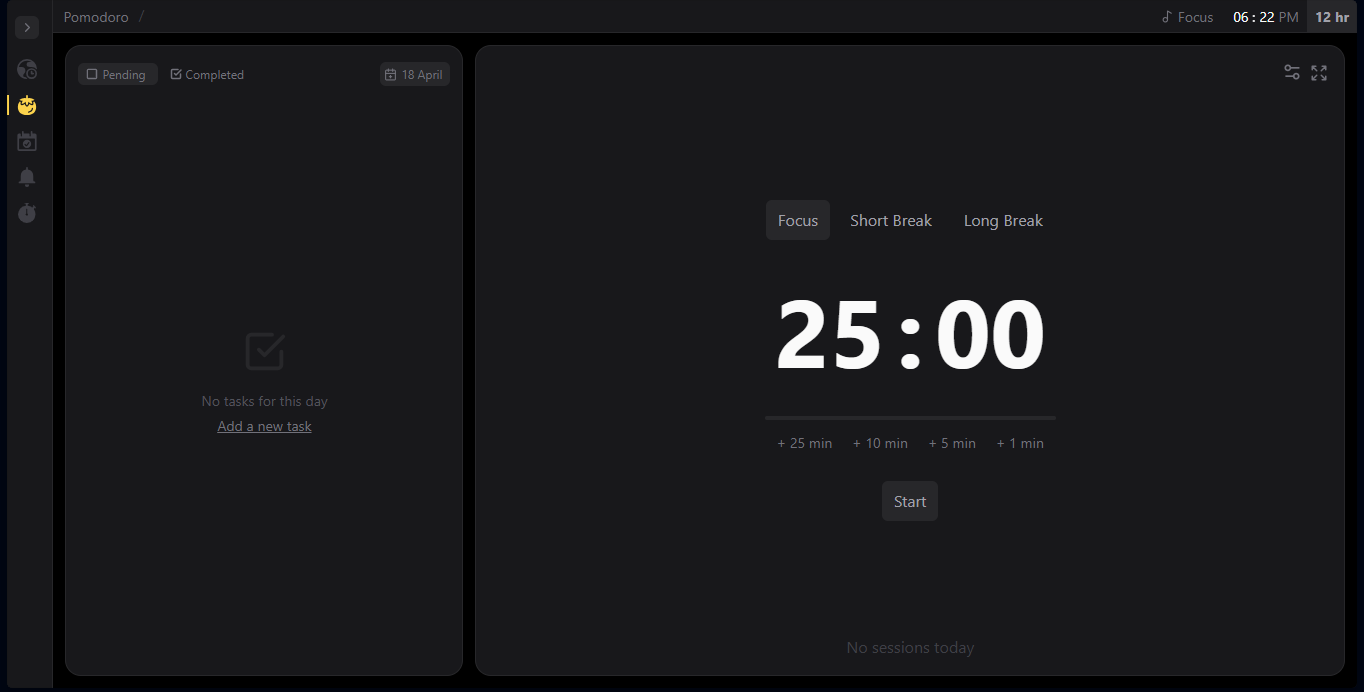 Pomodoro /
Focus 06 : 22 PM 12 hr
Pending Completed 18 April
No tasks for this day
Add a new task
Focus Short Break Long Break
25:00
+ 25 min + 10 min + 5 min + 1 min
Start
No sessions today